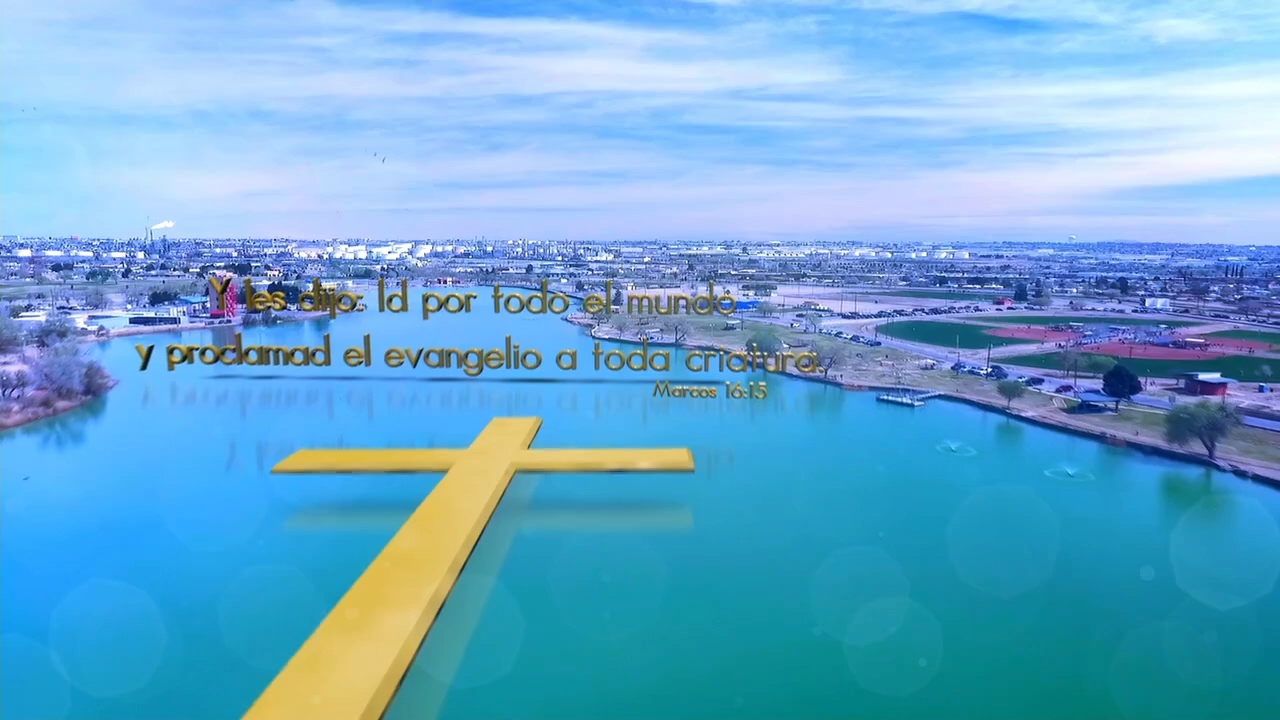 Y les dijo: Id por todo el mundo
y proclamad el evangelio a toda criatura.
Marcos 16:15